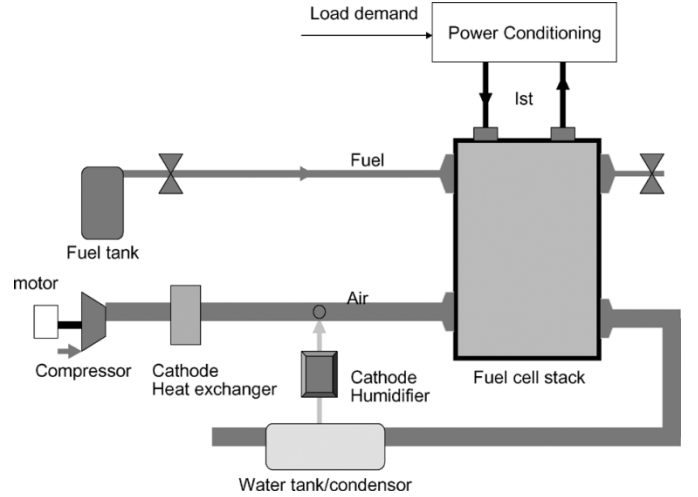 Load demand
Power Conditioning
Ist
Fuel
Fuel tank
motor
Air
Compressor
Cathode
Heat exchanger
Cathode
Humidifier
Fuel cell stack
Water tank/condensor